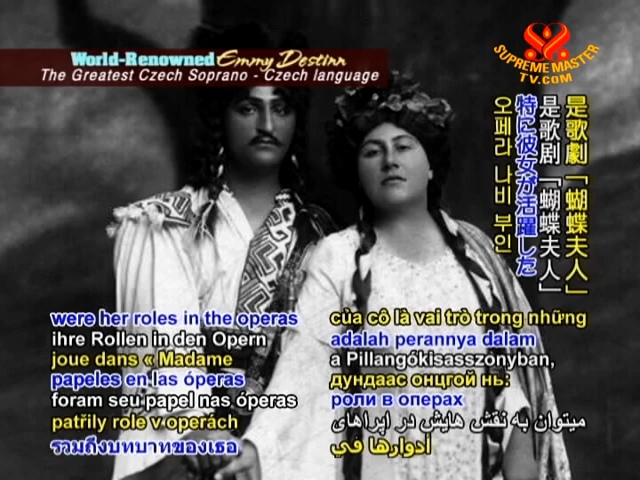 World-Renowned Emmy Destinn
The Greatest Czech Soprano - Czech language
SUPREME MASTER
TV.COM
是歌劇「蝴蝶夫人」
是歌剧「蝴蝶夫人」
特に彼女が活躍した
오페라 나비 부인
were her roles in the operas
ihre Rollen in den Opern
joue dans « Madame
papeles en las óperas
foram seu papel nas óperas
patřily role v operách
รวมถึงบทบาทของเธอ
của cô là vai trò trong những
adalah perannya dalam
a Pillangókisasszonyban,
дундаас онцгой нь:
роли в операх
میتوان به نقش هایش در اپراهای
أدوارها في